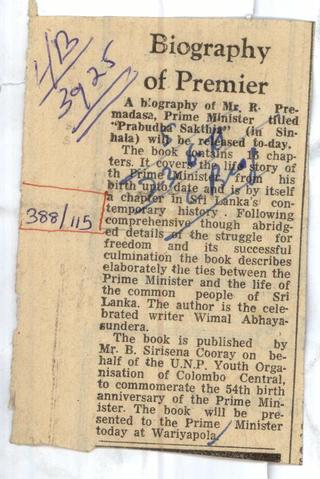 Biography
of Premier
A biography of Mr. R. Pre-
madasa, Prime Minister titled
"Prabudha Sakthi" (in Sin-
hala) will be released to-day.
The book contains chap-
ters. It covers the life story of
th Prime Minister from his
birth upto date and is by itself
a chapter in Sri Lanka's con-
temporary history. Following
comprehensive though abridg-
ed details of the struggle for
freedom and its successful
culmination the book describes
elaborately the ties between the
Prime Minister and the life of
the common people of Sri
Lanka. The author is the cele-
brated writer Wimal Abhaya-
sundera.
The book is published by
Mr. B. Sirisena Cooray on be-
half of the U.N.P. Youth Orga-
nisation of Colombo Central,
to commomerate the 54th birth
anniversary of the Prime Min-
ister. The book will be pre-
sented to the Prime Minister
today at Wariyapola.
3925
388/115